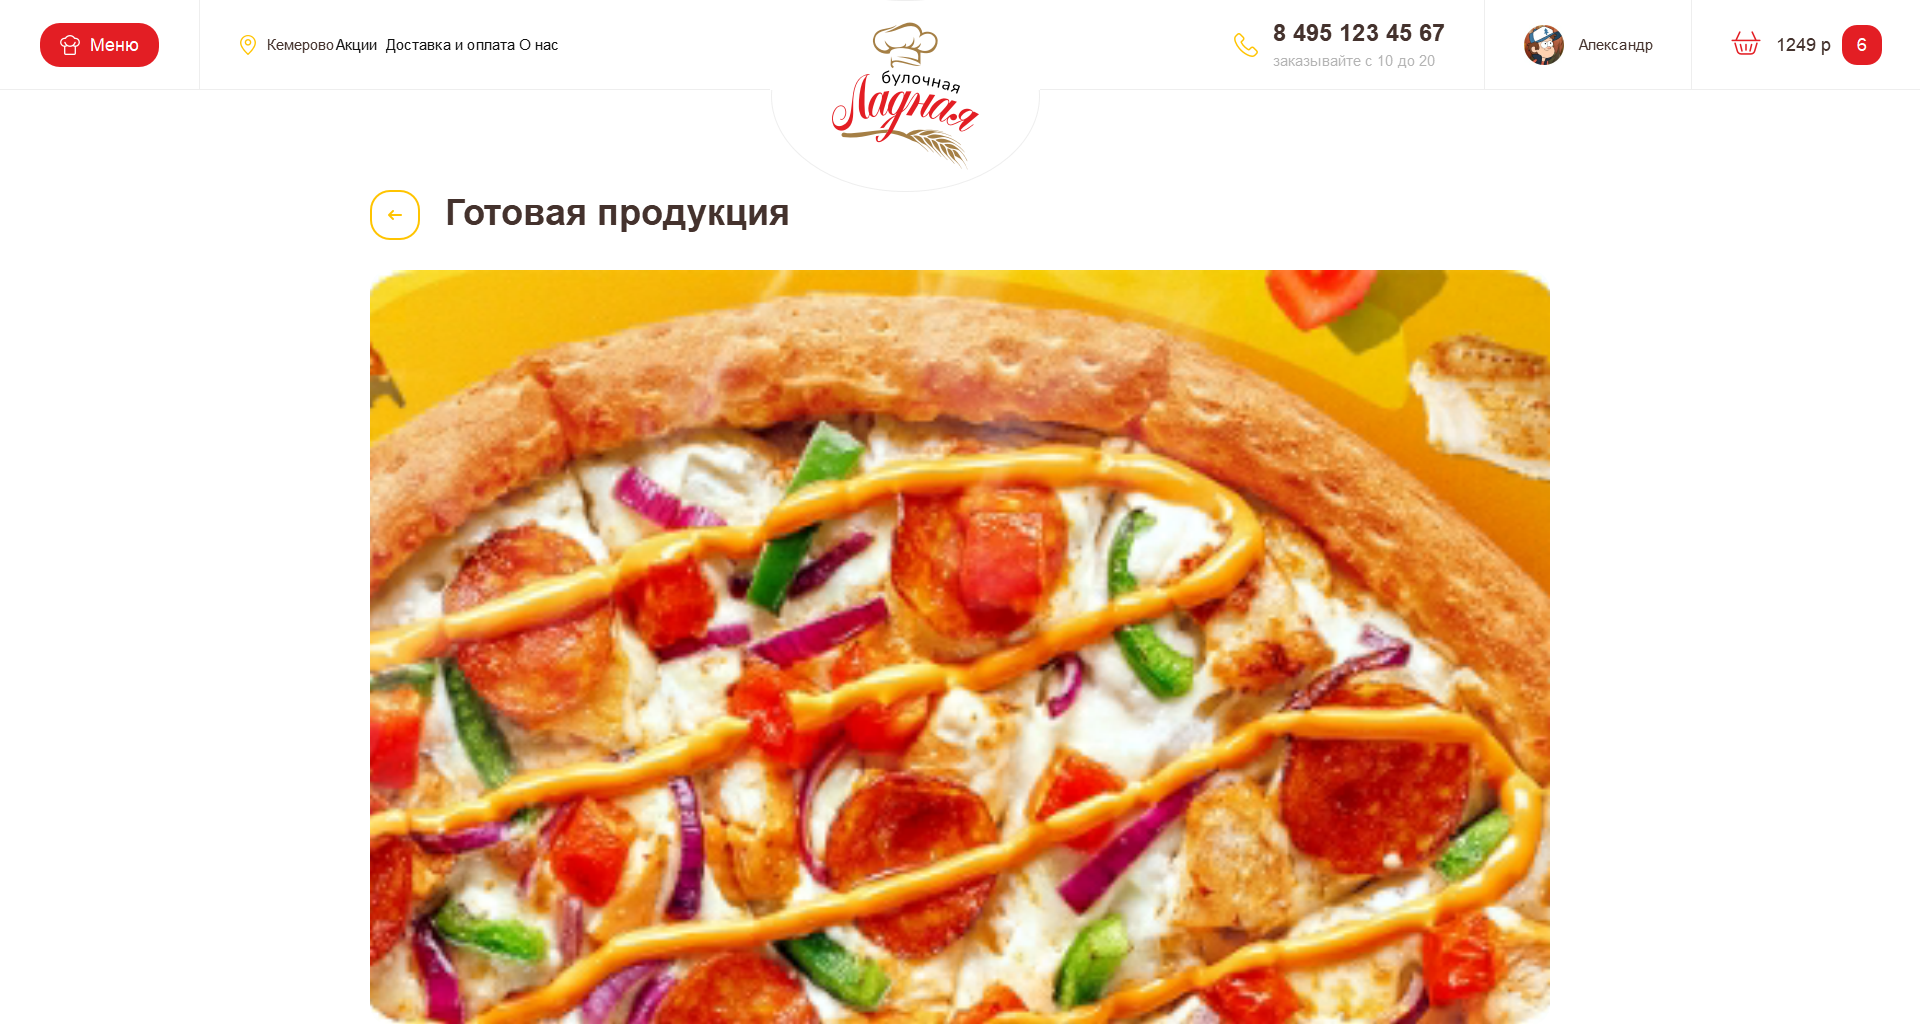 Меню
Кемерово Акции Доставка и оплата О нас
булочная
Ладная
8 495 123 45 67
заказывайте с 10 до 20
Александр
1249 р 6
Готовая продукция